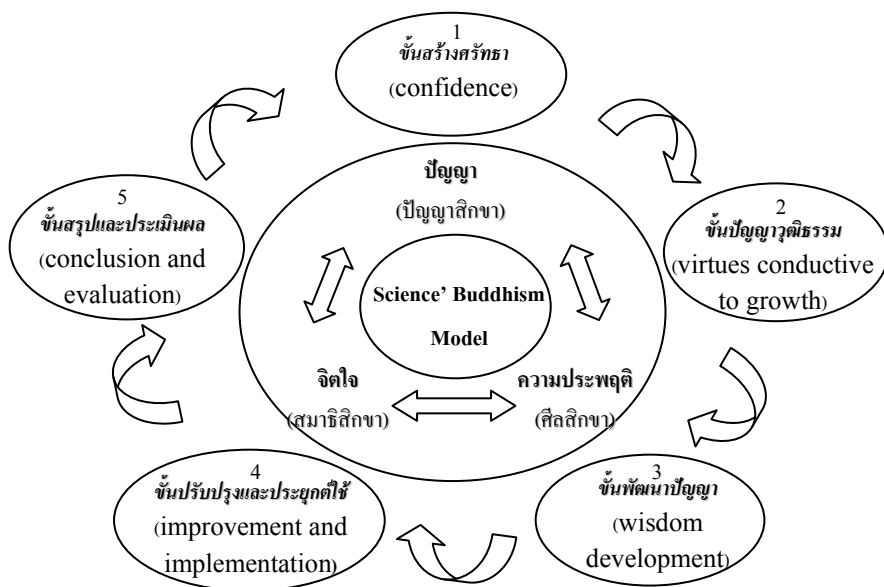 1
ขั้นสร้างศรัทธา
(confidence)
2
ขั้นปัญญาวุฒิธรรม
(virtues conductive
to growth)
3
ขั้นพัฒนาปัญญา
(wisdom
development)
4
ขั้นปรับปรุงและประยุกต์ใช้
(improvement and
implementation)
5
ขั้นสรุปและประเมินผล
(conclusion and
evaluation)
ปัญญา
(ปัญญาสิกขา)
Science’ Buddhism
Model
จิตใจ
(สมาธิสิกขา)
ความประพฤติ
(ศีลสิกขา)